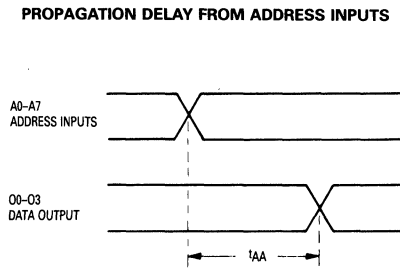 PROPAGATION DELAY FROM ADDRESS INPUTS
A0–A7
ADDRESS INPUTS
O0–O3
DATA OUTPUT
tAA